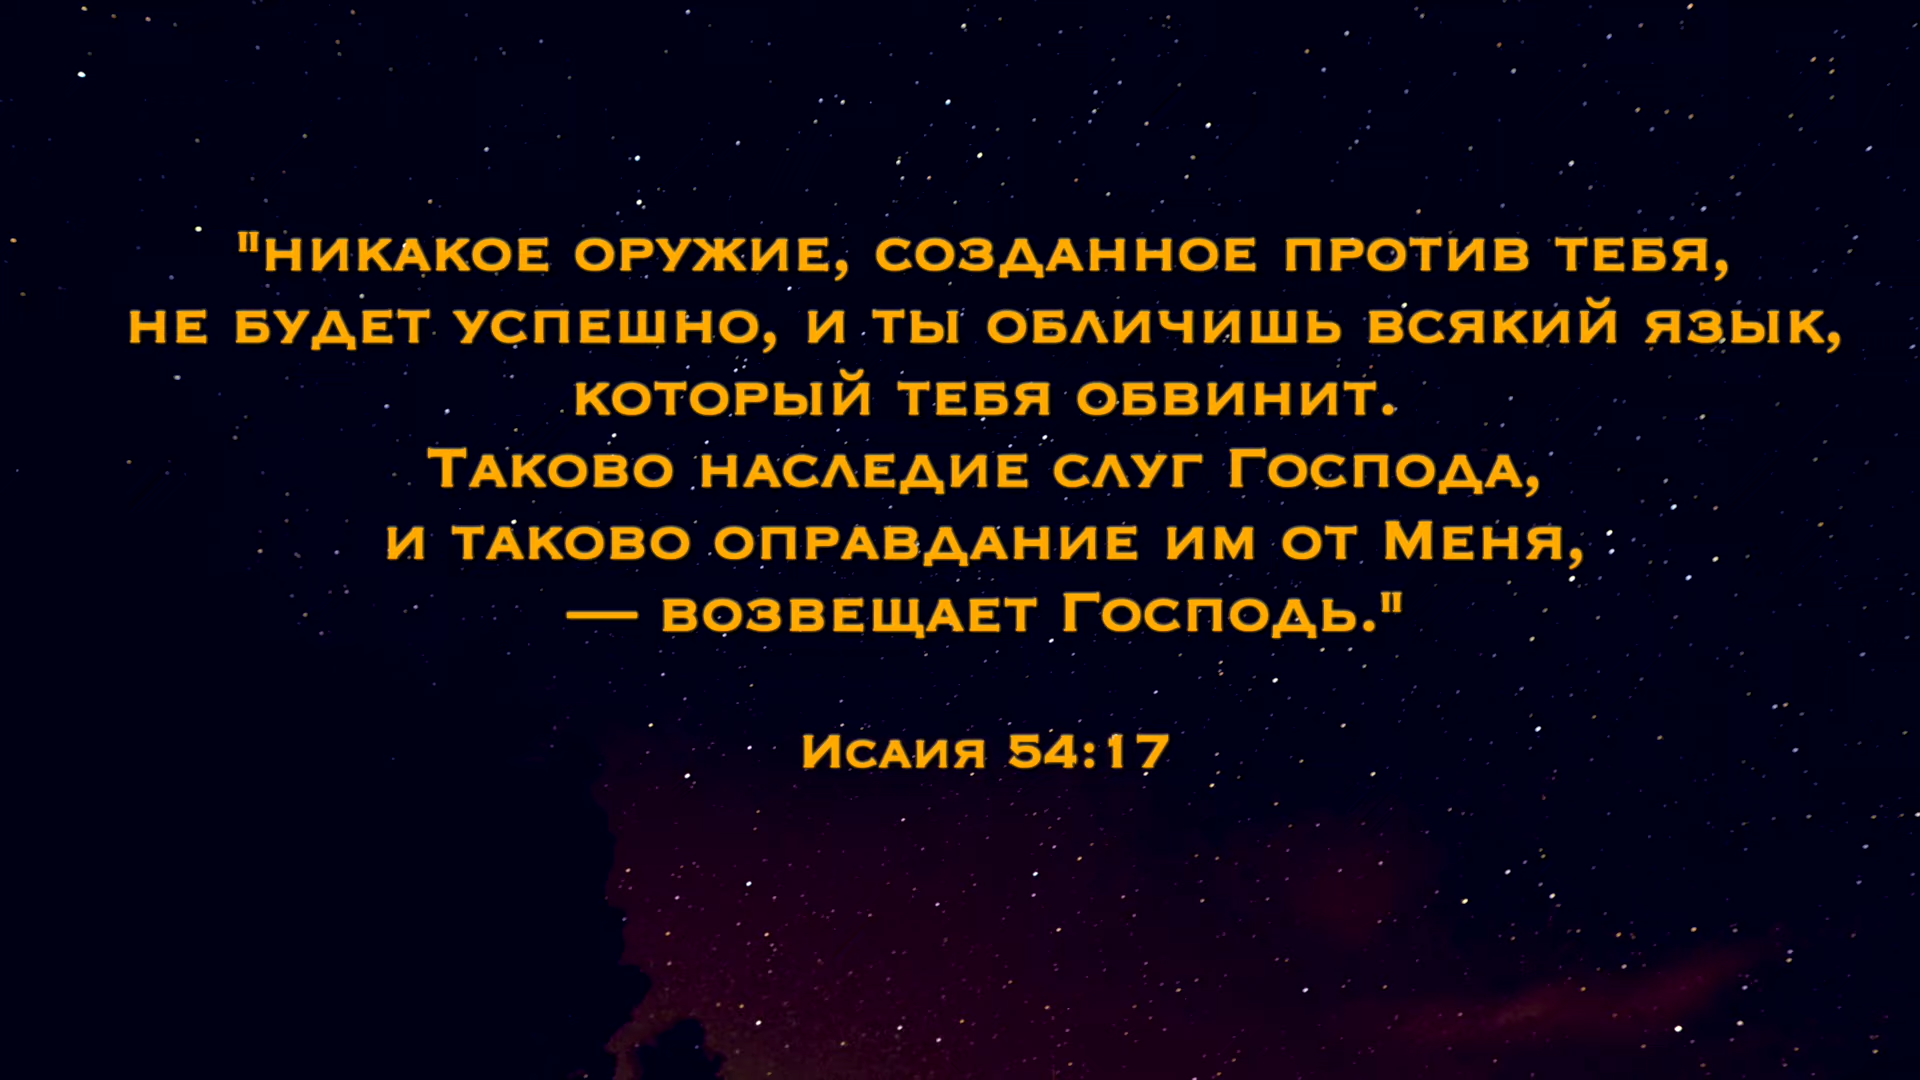 "никакое оружие, созданное против тебя,
не будет успешно, и ты обличишь всякий язык,
который тебя обвинит.
Таково наследие слуг Господа,
и таково оправдание им от Меня,
— возвещает Господь."
Исаия 54:17